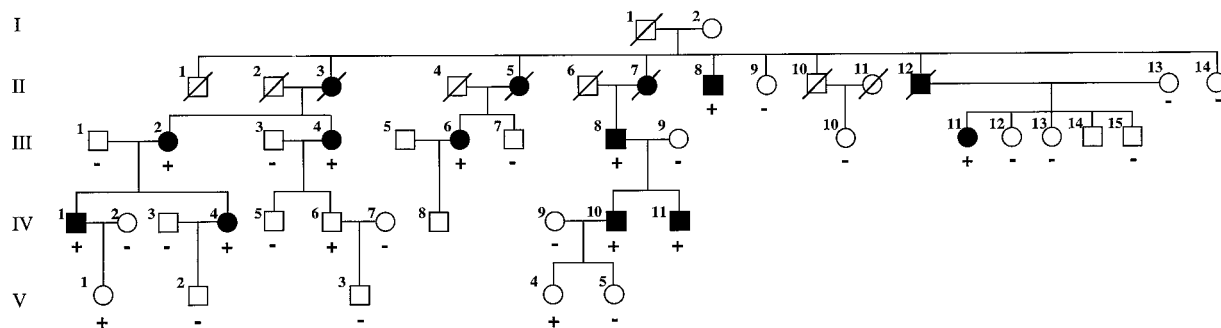 I 1 2
II 1 2 3 4 5 6 7 8 9 10 11 12 13 14
+ - - -
III 1 2 3 4 5 6 7 8 9 10 11 12 13 14 15
- + - + + - + - - + - - -
IV 1 2 3 4 5 6 7 8 9 10 11
+ - - + - + - - + +
V 1 2 3 4 5
+ - - + -